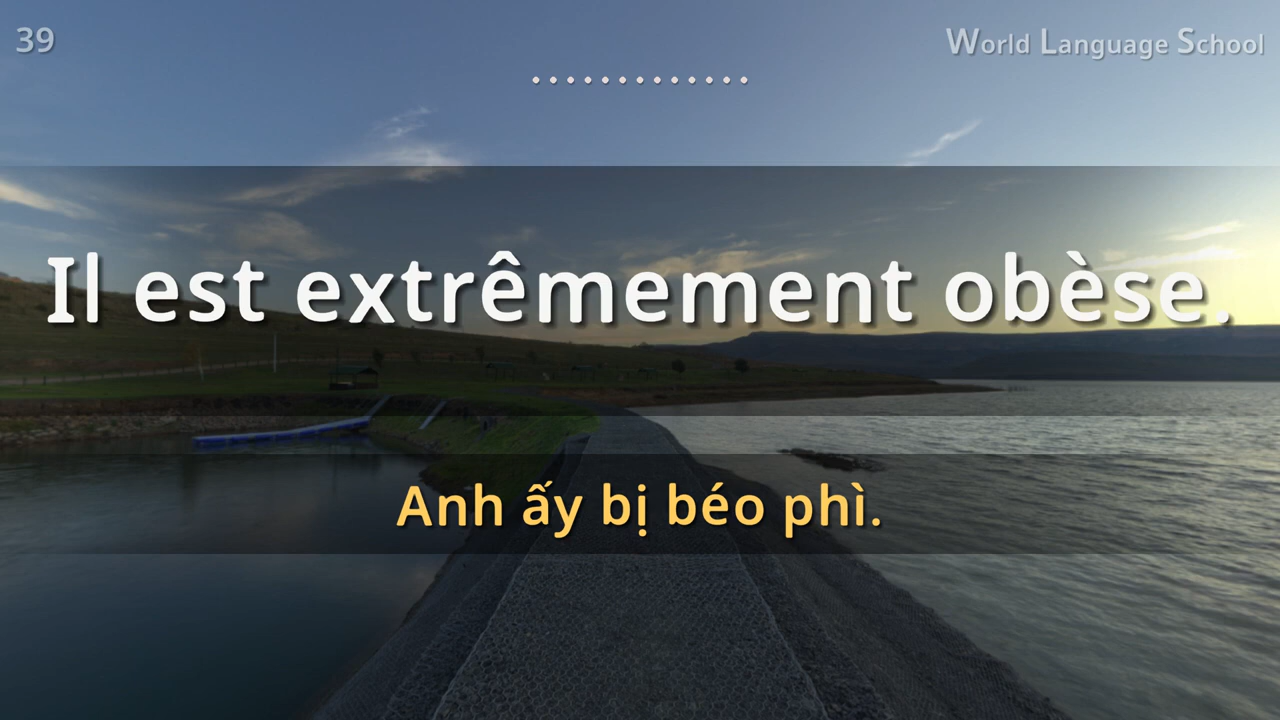 39
World Language School
Il est extrêmement obèse.
Anh ấy bị béo phì.